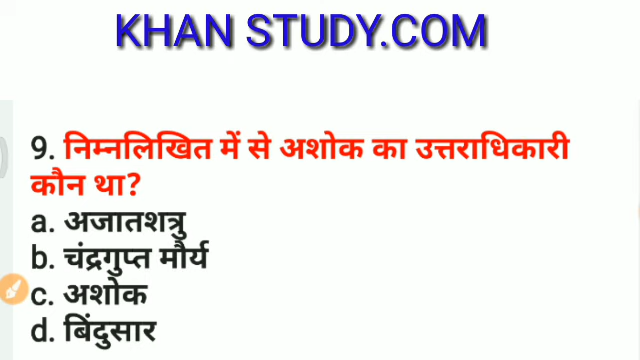 KHAN STUDY.COM
9. निम्नलिखित में से अशोक का उत्तराधिकारी
कौन था?
a. अजातशत्रु
b. चंद्रगुप्त मौर्य
c. अशोक
d. बिंदुसार